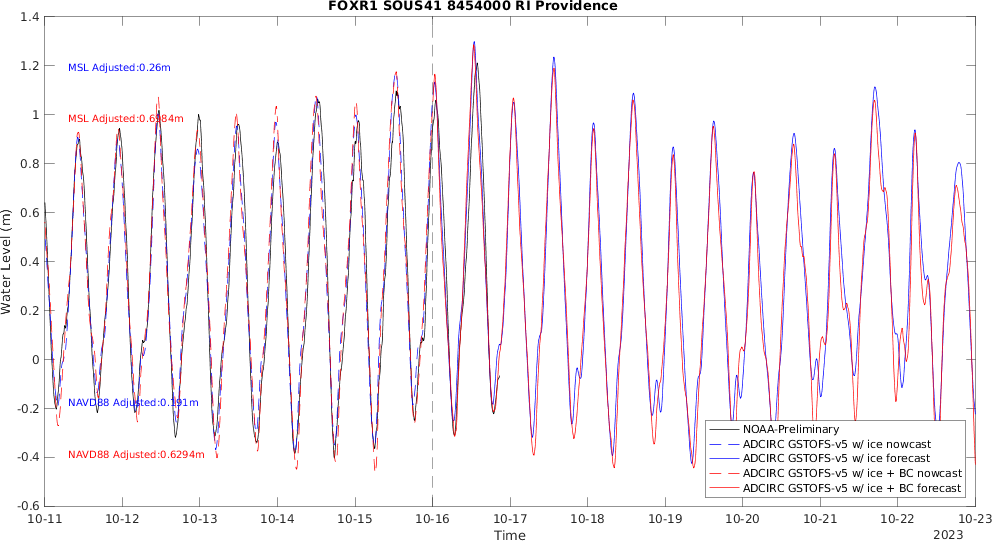 FOXR1 SOUS41 8454000 RI Providence
1.4
1.2
1
0.8
0.6
0.4
0.2
0
-0.2
-0.4
-0.6
Water Level (m)
MSL Adjusted:0.26m
MSL Adjusted:0.6984m
NAVD88 Adjusted:0.191m
NAVD88 Adjusted:0.6294m
NOAA-Preliminary
ADCIRC GSTOFS-v5 w/ ice nowcast
ADCIRC GSTOFS-v5 w/ ice forecast
ADCIRC GSTOFS-v5 w/ ice + BC nowcast
ADCIRC GSTOFS-v5 w/ ice + BC forecast
10-11 10-12 10-13 10-14 10-15 10-16 10-17 10-18 10-19 10-20 10-21 10-22 10-23
Time
2023